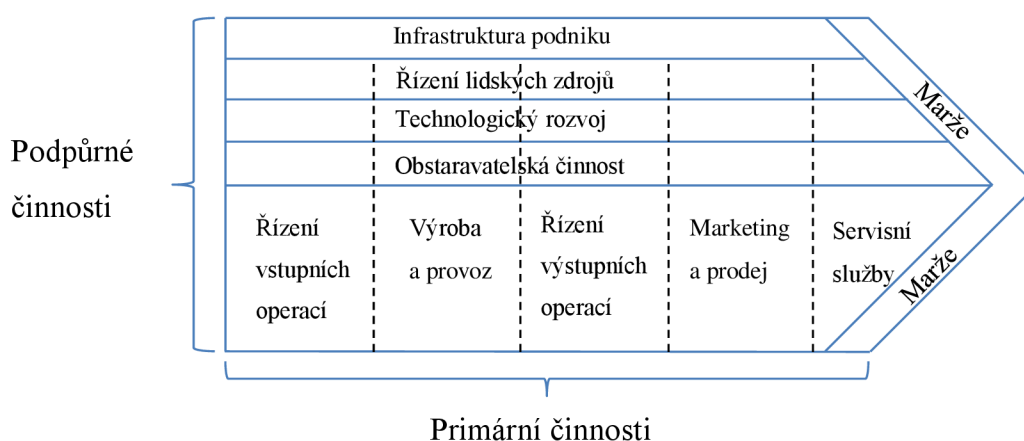 Infrastruktura podniku
Řízení lidských zdrojů
Technologický rozvoj
Obstaravatelská činnost
Marže
Podpůrné
činnosti
Řízení
vstupních
operací
Výroba
a provoz
Řízení
výstupních
operací
Marketing
a prodej
Servisní
služby
Marže
Primární činnosti